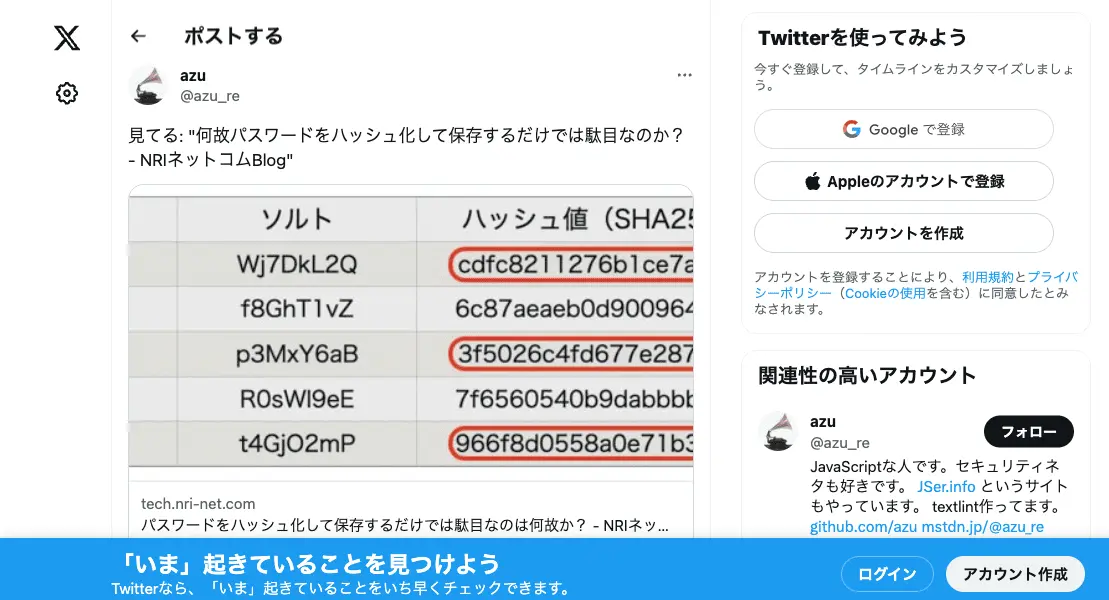 ポストする
azu
@azu_re
見てる: "何故パスワードをハッシュ化して保存するだけでは駄目なのか？
- NRIネットコムBlog"
ソルト ハッシュ値（SHA25
Wj7DkL2Q cdfc8211276b1ce7a
f8GhT1vZ 6c87aeaeb0d900964
p3MxY6aB 3f5026c4fd677e287
R0sWl9eE 7f6560540b9dabbbb
t4GjO2mP 966f8d0558a0e71b3
tech.nri-net.com
パスワードをハッシュ化して保存するだけでは駄目なのは何故か？ - NRIネッ…
Twitterを使ってみよう
今すぐ登録して、タイムラインをカスタマイズしましょ
う。
Google で登録
Appleのアカウントで登録
アカウントを作成
アカウントを登録することにより、利用規約とプライバ
シーポリシー（Cookieの使用を含む）に同意したとみ
なされます。
関連性の高いアカウント
azu
@azu_re
フォロー
JavaScriptな人です。セキュリティネ
タも好きです。 JSer.info というサイト
もやっています。 textlint作ってます。
github.com/azu mstdn.jp/@azu_re
「いま」起きていることを見つけよう
Twitterなら、「いま」起きていることをいち早くチェックできます。
ログイン
アカウント作成